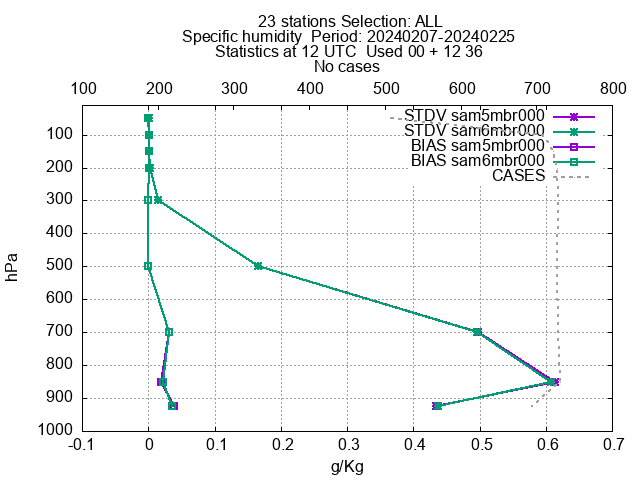 23 stations Selection: ALL
Specific humidity  Period: 20240207-20240225
Statistics at 12 UTC  Used 00 + 12 36
No cases
100 200 300 400 500 600 700 800
STDV sam5mbr000
STDV sam6mbr000
BIAS sam5mbr000
BIAS sam6mbr000
CASES
hPa
100
200
300
400
500
600
700
800
900
1000
-0.1 0 0.1 0.2 0.3 0.4 0.5 0.6 0.7
g/Kg